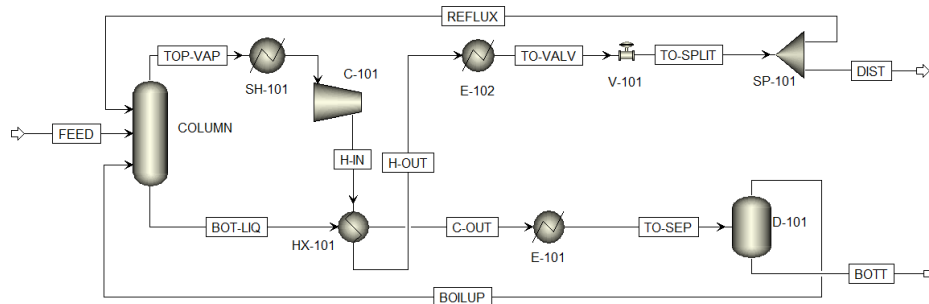 REFLUX
TOP-VAP
TO-VALV
TO-SPLIT
C-101
SH-101
E-102
V-101
SP-101
DIST
COLUMN
FEED
H-IN
H-OUT
BOT-LIQ
C-OUT
TO-SEP
D-101
HX-101
E-101
BOTT
BOILUP